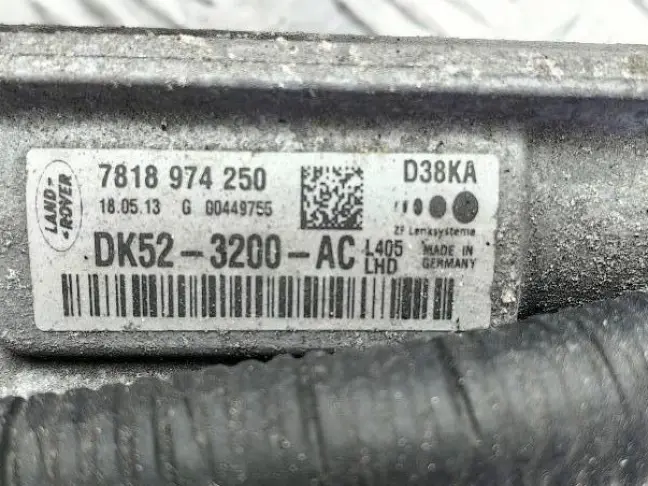 LAND-
-ROVER
7818 974 250
D38KA
18.05.13 G 00449755
ZF Lenksysteme
DK52-3200-AC L405 LHD
MADE IN
GERMANY